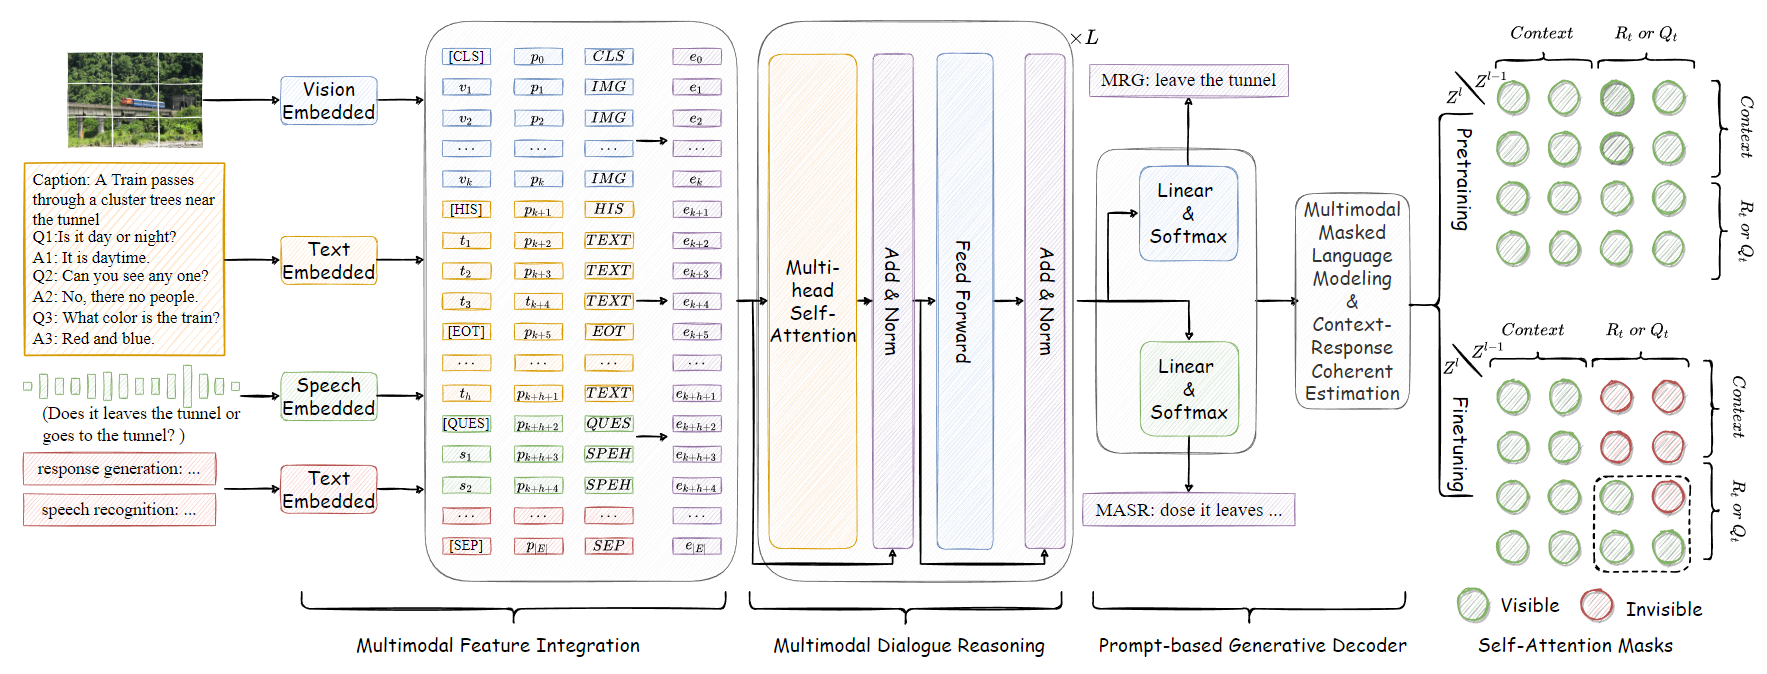 Vision
Embedded
Caption: A Train passes
through a cluster trees near
the tunnel
Q1:Is it day or night?
A1: It is daytime.
Q2: Can you see any one?
A2: No, there no people.
Q3: What color is the train?
A3: Red and blue.
Text
Embedded
Speech
Embedded
(Does it leaves the tunnel or
goes to the tunnel? )
response generation: ...
speech recognition: ...
Text
Embedded
[CLS] p_0 CLS e_0
v_1 p_1 IMG e_1
v_2 p_2 IMG e_2
... ... ... ...
v_k p_k IMG e_k
[HIS] p_{k+1} HIS e_{k+1}
t_1 p_{k+2} TEXT e_{k+2}
t_2 p_{k+3} TEXT e_{k+3}
t_3 t_{k+4} TEXT e_{k+4}
[EOT] p_{k+5} EOT e_{k+5}
... ... ... ...
t_h p_{k+h+1} TEXT e_{k+h+1}
[QUES] p_{k+h+2} QUES e_{k+h+2}
s_1 p_{k+h+3} SPEH e_{k+h+3}
s_2 p_{k+h+4} SPEH e_{k+h+4}
... ... ... ...
[SEP] p_{|E|} SEP e_{|E|}
Multimodal Feature Integration
× L
Multi-
head
Self-
Attention
Add & Norm
Feed Forward
Add & Norm
Multimodal Dialogue Reasoning
MRG: leave the tunnel
Linear
&
Softmax
Linear
&
Softmax
MASR: dose it leaves ...
Multimodal
Masked
Language
Modeling
&
Context-
Response
Coherent
Estimation
Prompt-based Generative Decoder
Pretraining
Context
R_t or Q_t
Z^l Z^{l-1}
Context
R_t or Q_t
Finetuning
Context
R_t or Q_t
Z^l Z^{l-1}
Context
R_t or Q_t
Visible
Invisible
Self-Attention Masks